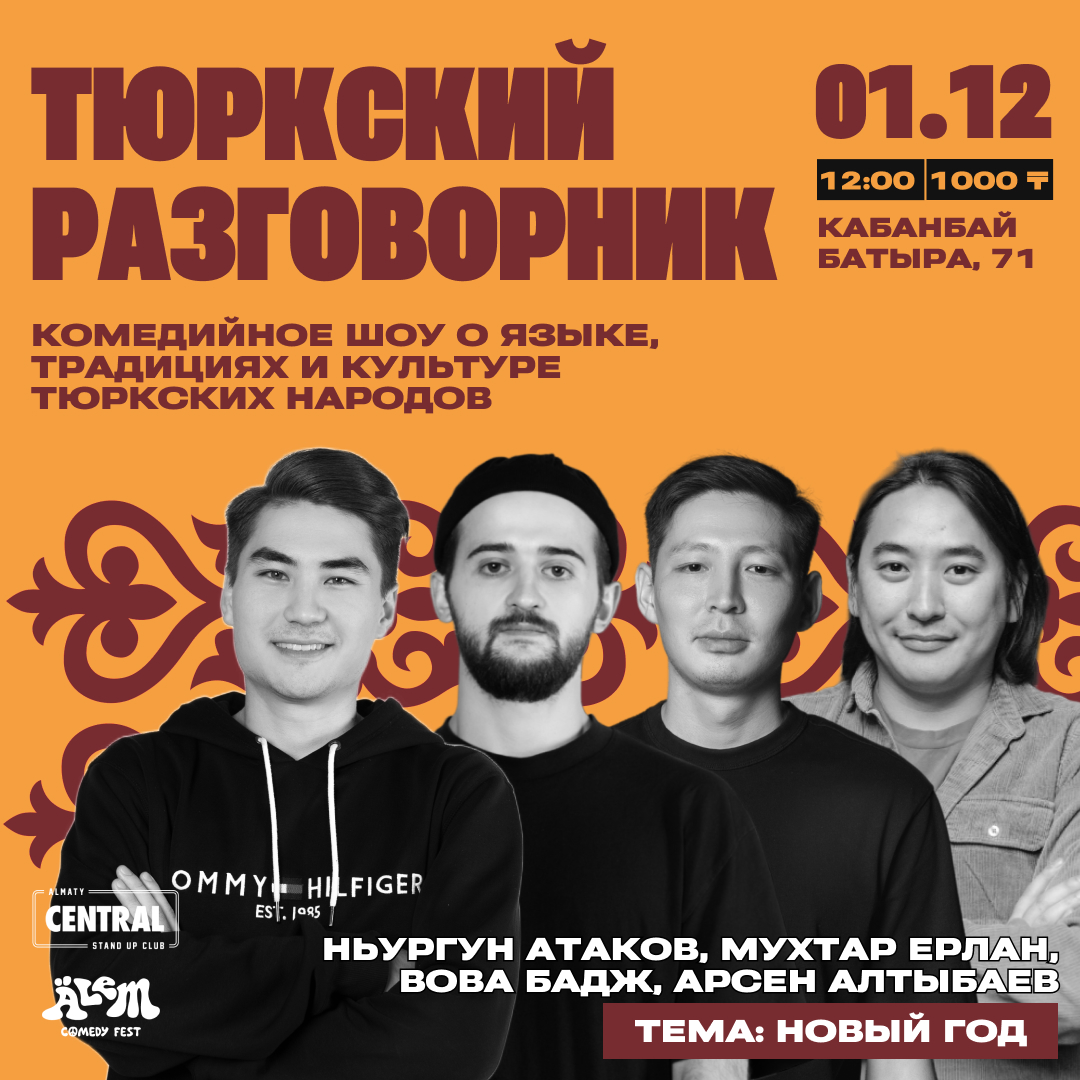 ТЮРКСКИЙ
РАЗГОВОРНИК
01.12
12:00 1000 ₸
КАБАНБАЙ
БАТЫРА, 71
КОМЕДИЙНОЕ ШОУ О ЯЗЫКЕ,
ТРАДИЦИЯХ И КУЛЬТУРЕ
ТЮРКСКИХ НАРОДОВ
OMMY HILFIGER
EST. 1985
ALMATY
CENTRAL
STAND UP CLUB
ÄLEM
COMEDY FEST
НЬУРГУН АТАКОВ, МУХТАР ЕРЛАН,
ВОВА БАДЖ, АРСЕН АЛТЫБАЕВ
ТЕМА: НОВЫЙ ГОД